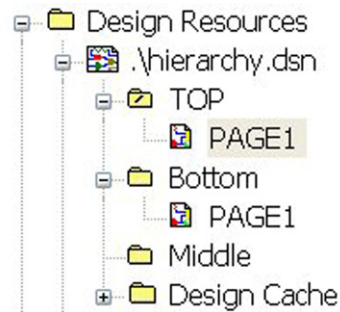 Design Resources
.\hierarchy.dsn
TOP
PAGE1
Bottom
PAGE1
Middle
Design Cache